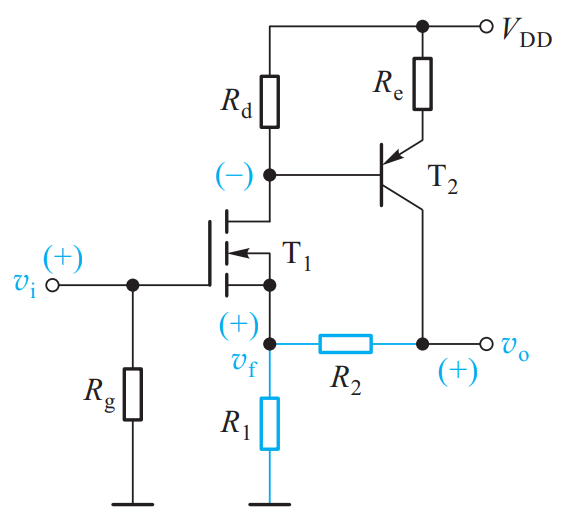 V_DD
R_e
R_d
(−)
T_2
(+)
v_i
T_1
(+)
v_f
R_2
v_o
(+)
R_g
R_1